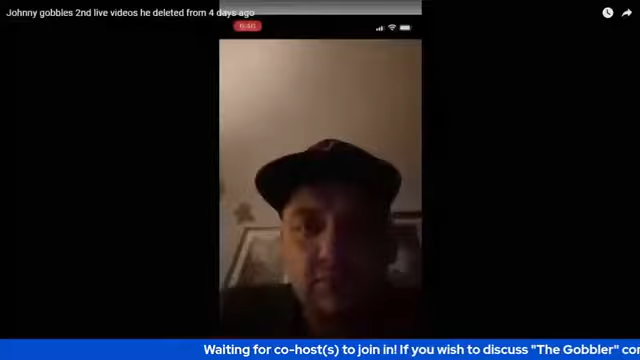 Johnny gobbles 2nd live videos he deleted from 4 days ago
Waiting for co-host(s) to join in! If you wish to discuss "The Gobbler" co